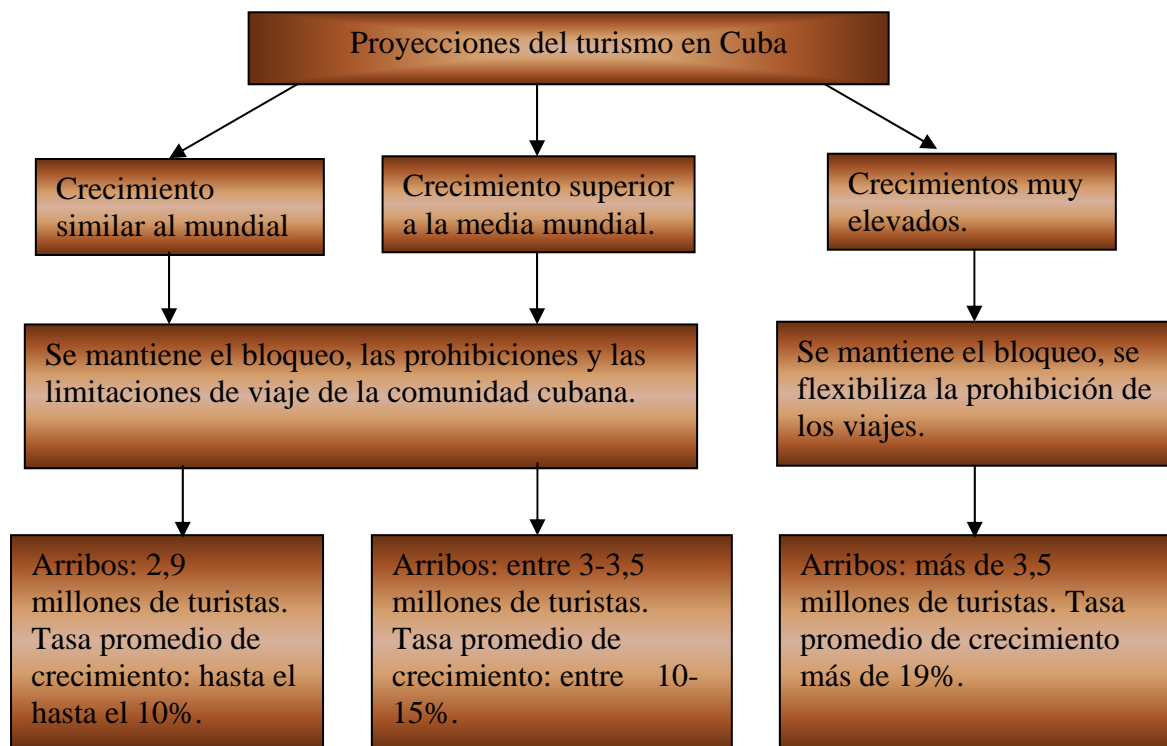 Proyecciones del turismo en Cuba
Crecimiento
similar al mundial
Crecimiento superior
a la media mundial.
Crecimientos muy
elevados.
Se mantiene el bloqueo, las prohibiciones y las
limitaciones de viaje de la comunidad cubana.
Se mantiene el bloqueo, se
flexibiliza la prohibición de
los viajes.
Arribos: 2,9
millones de turistas.
Tasa promedio de
crecimiento: hasta el
hasta el 10%.
Arribos: entre 3-3,5
millones de turistas.
Tasa promedio de
crecimiento: entre 10-
15%.
Arribos: más de 3,5
millones de turistas. Tasa
promedio de crecimiento
más de 19%.